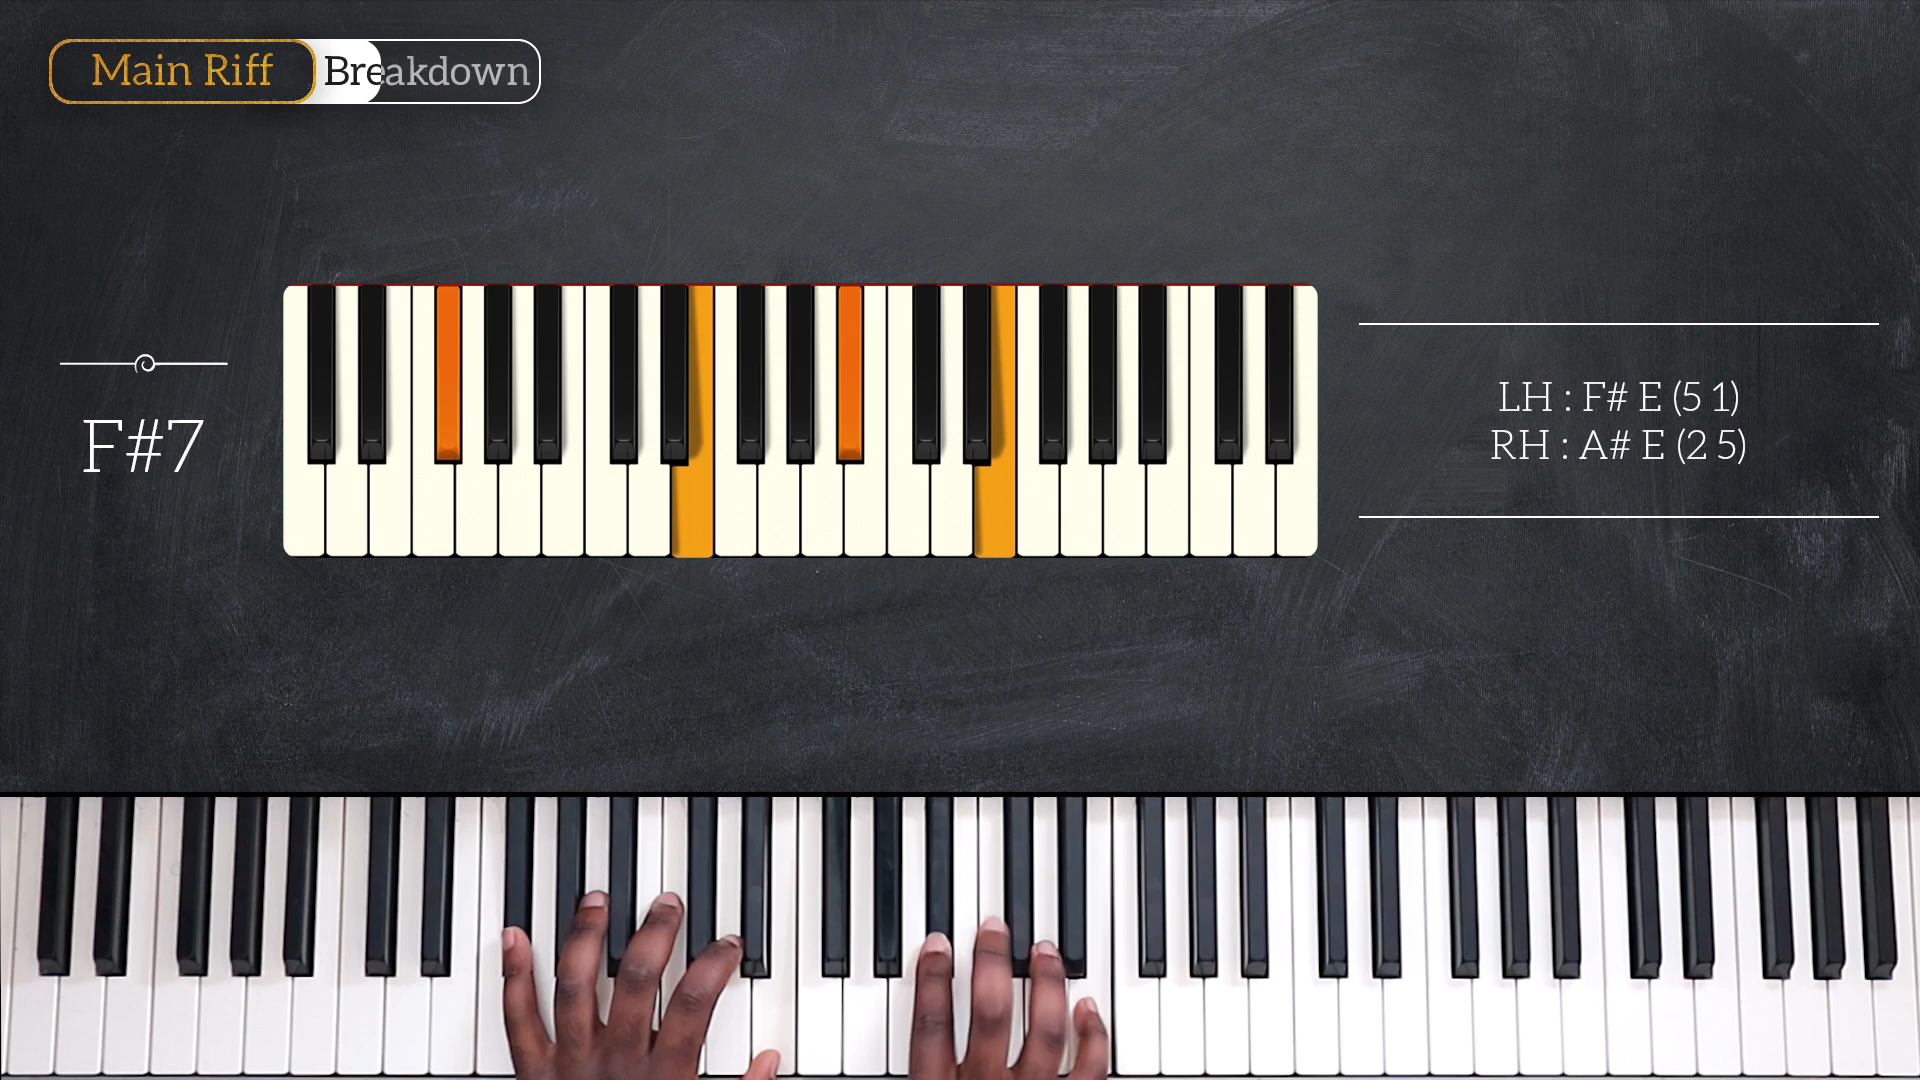 Main Riff Breakdown
F#7
LH : F# E (5 1)
RH : A# E (2 5)